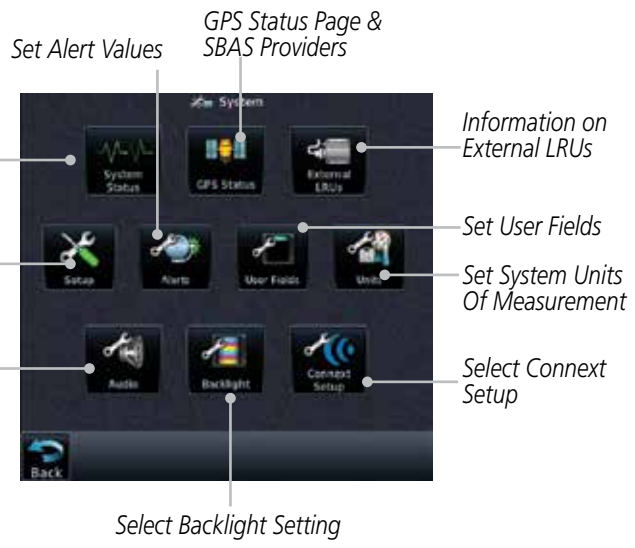 GPS Status Page &
SBAS Providers
Set Alert Values
System
Information on
External LRUs
System
Status
GPS Status
External
LRUs
Set User Fields
Setup
Alerts
User Fields
Units
Set System Units
Of Measurement
Audio
Backlight
Connext
Setup
Select Connext
Setup
Back
Select Backlight Setting